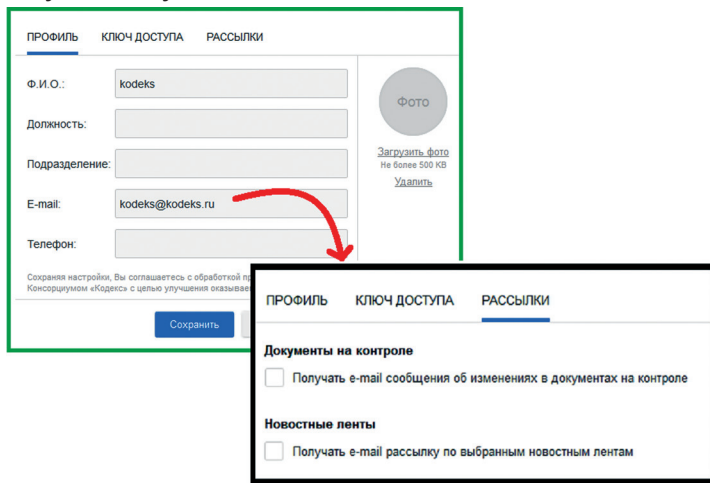 ПРОФИЛЬ КЛЮЧ ДОСТУПА РАССЫЛКИ
Ф.И.О.: kodeks
Должность:
Подразделение:
E-mail: kodeks@kodeks.ru
Телефон:
Фото
Загрузить фото
Не более 500 KB
Удалить
Сохраняя настройки, Вы соглашаетесь с обработкой
Консорциумом «Кодекс» с целью улучшения
Сохранить
ПРОФИЛЬ КЛЮЧ ДОСТУПА РАССЫЛКИ
Документы на контроле
Получать e-mail сообщения об изменениях в документах на контроле
Новостные ленты
Получать e-mail рассылку по выбранным новостным лентам